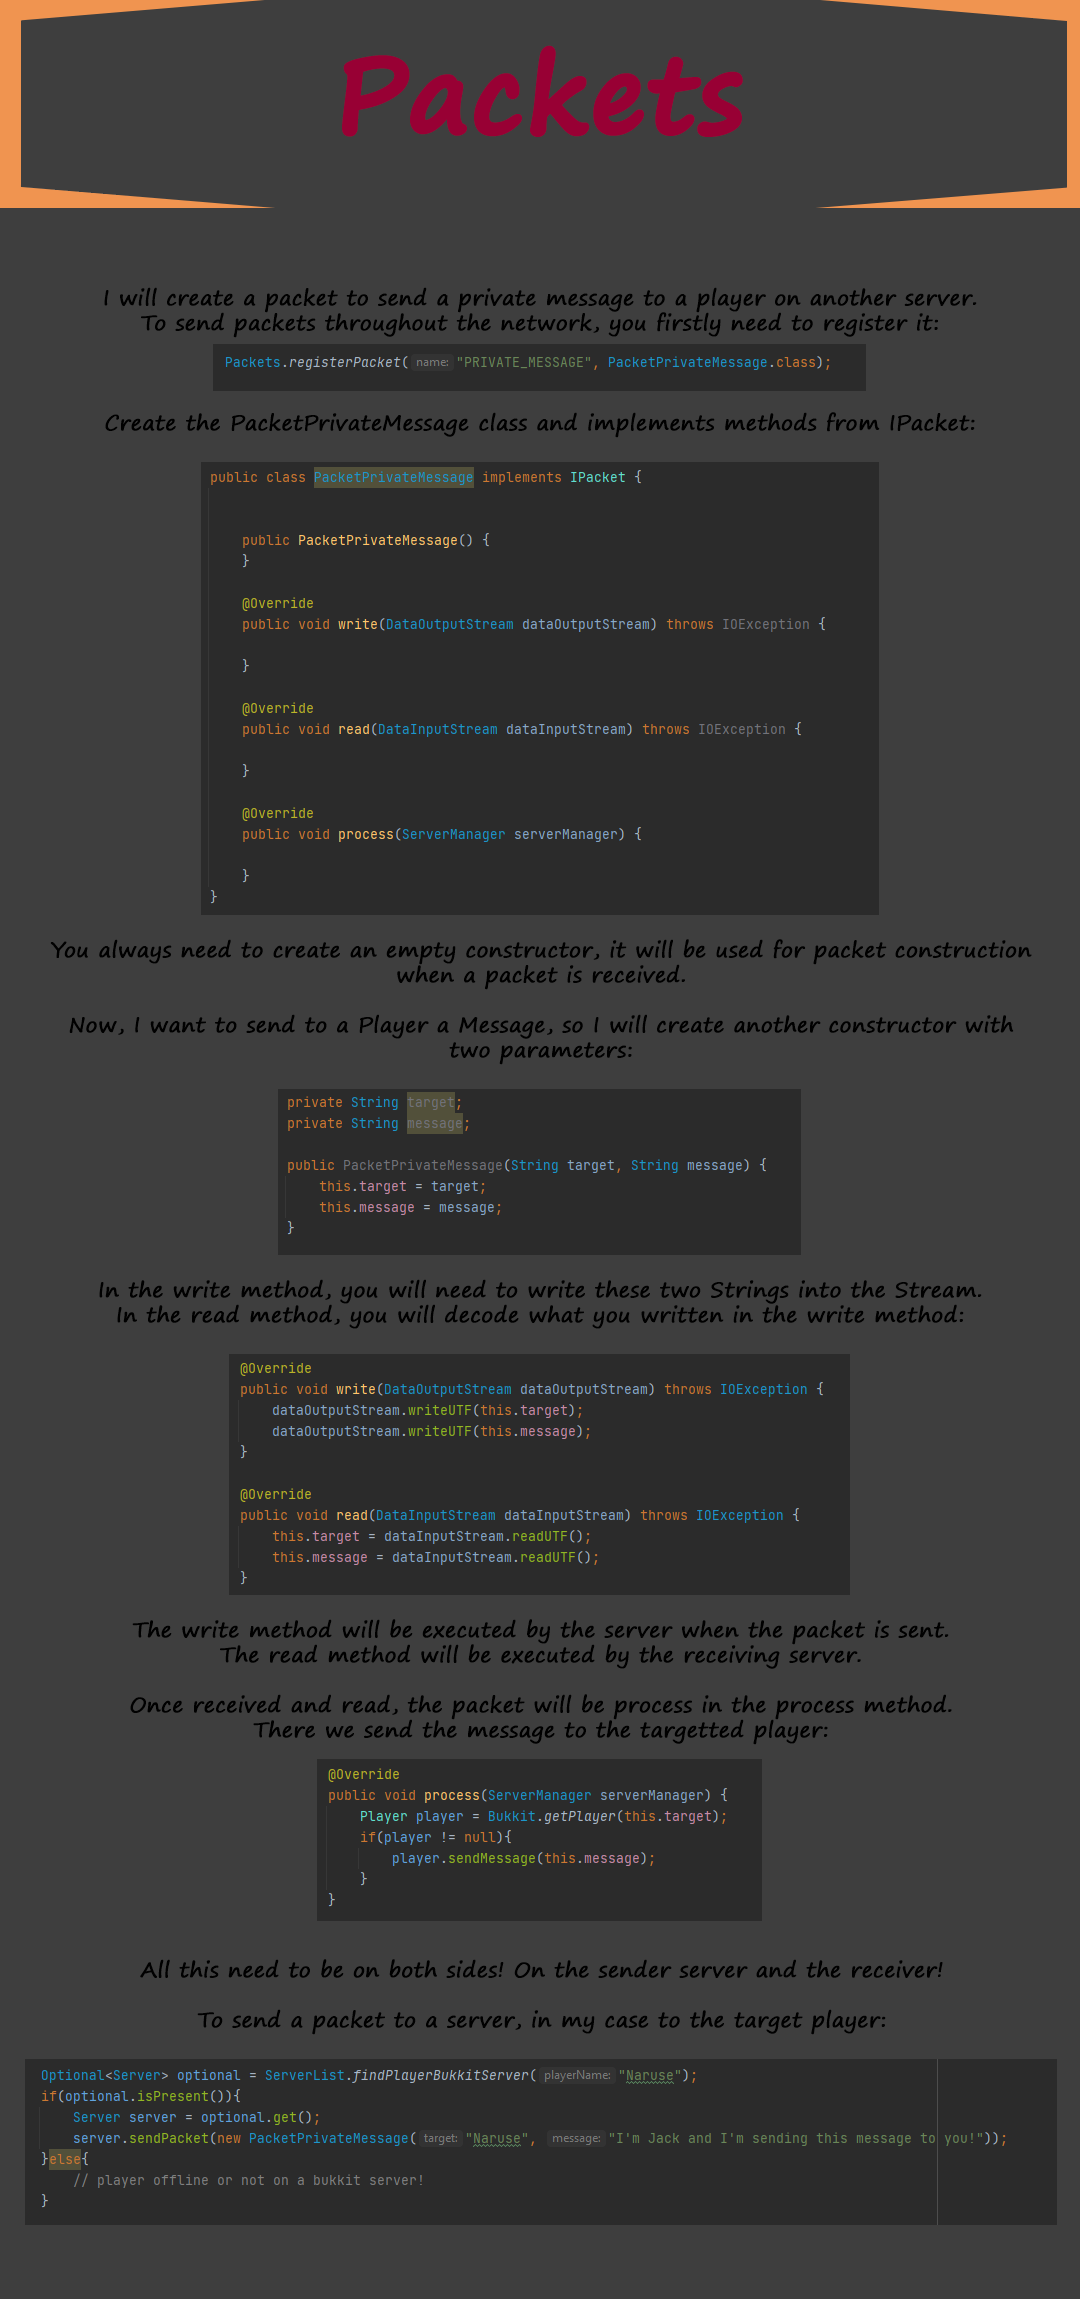 Packets
I will create a packet to send a private message to a player on another server.
To send packets throughout the network, you firstly need to register it:
Packets.registerPacket( name: "PRIVATE_MESSAGE", PacketPrivateMessage.class);
Create the PacketPrivateMessage class and implements methods from IPacket:
public class PacketPrivateMessage implements IPacket {
public PacketPrivateMessage() {
}
@Override
public void write(DataOutputStream dataOutputStream) throws IOException {
}
@Override
public void read(DataInputStream dataInputStream) throws IOException {
}
@Override
public void process(ServerManager serverManager) {
}
}
You always need to create an empty constructor, it will be used for packet construction
when a packet is received.
Now, I want to send to a Player a Message, so I will create another constructor with
two parameters:
private String target;
private String message;
public PacketPrivateMessage(String target, String message) {
this.target = target;
this.message = message;
}
In the write method, you will need to write these two Strings into the Stream.
In the read method, you will decode what you written in the write method:
@Override
public void write(DataOutputStream dataOutputStream) throws IOException {
dataOutputStream.writeUTF(this.target);
dataOutputStream.writeUTF(this.message);
}
@Override
public void read(DataInputStream dataInputStream) throws IOException {
this.target = dataInputStream.readUTF();
this.message = dataInputStream.readUTF();
}
The write method will be executed by the server when the packet is sent.
The read method will be executed by the receiving server.
Once received and read, the packet will be process in the process method.
There we send the message to the targetted player:
@Override
public void process(ServerManager serverManager) {
Player player = Bukkit.getPlayer(this.target);
if(player != null){
player.sendMessage(this.message);
}
}
All this need to be on both sides! On the sender server and the receiver!
To send a packet to a server, in my case to the target player:
Optional<Server> optional = ServerList.findPlayerBukkitServer( playerName: "Naruse");
if(optional.isPresent()){
Server server = optional.get();
server.sendPacket(new PacketPrivateMessage( target: "Naruse", message: "I'm Jack and I'm sending this message to you!"));
}else{
// player offline or not on a bukkit server!
}